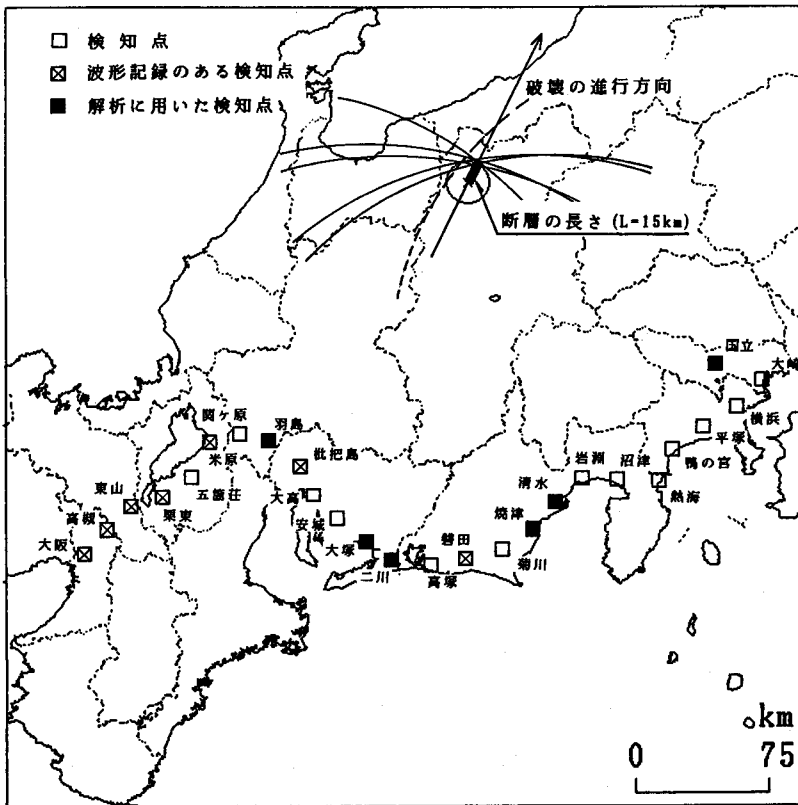 検知点
波形記録のある検知点
解析に用いた検知点
破壊の進行方向
断層の長さ (L=15km)
国立
大崎
横浜
平塚
鴨の宮
熱海
沼津
岩淵
清水
焼津
菊川
磐田
高塚
二川
大塚
安城
大高
枇杷島
羽島
関ヶ原
米原
五箇荘
栗東
東山
高槻
大阪
km
0 75